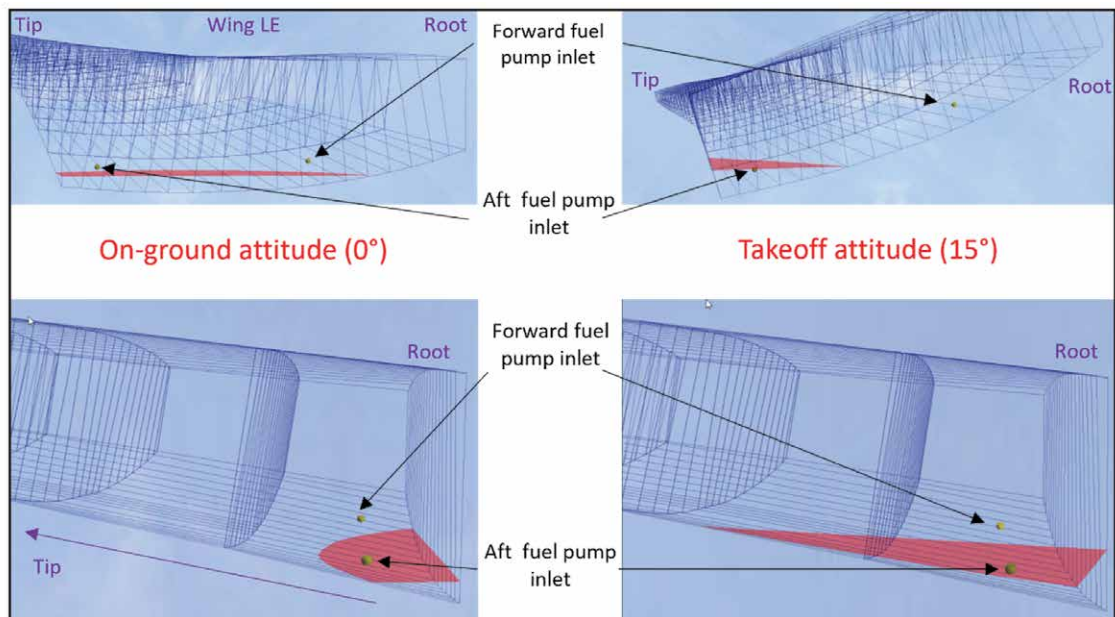 Tip
Wing LE
Root
Forward fuel
pump inlet
Tip
Root
Aft fuel pump
inlet
On-ground attitude (0°)
Takeoff attitude (15°)
Forward fuel
pump inlet
Root
Root
Aft fuel pump
inlet
Tip